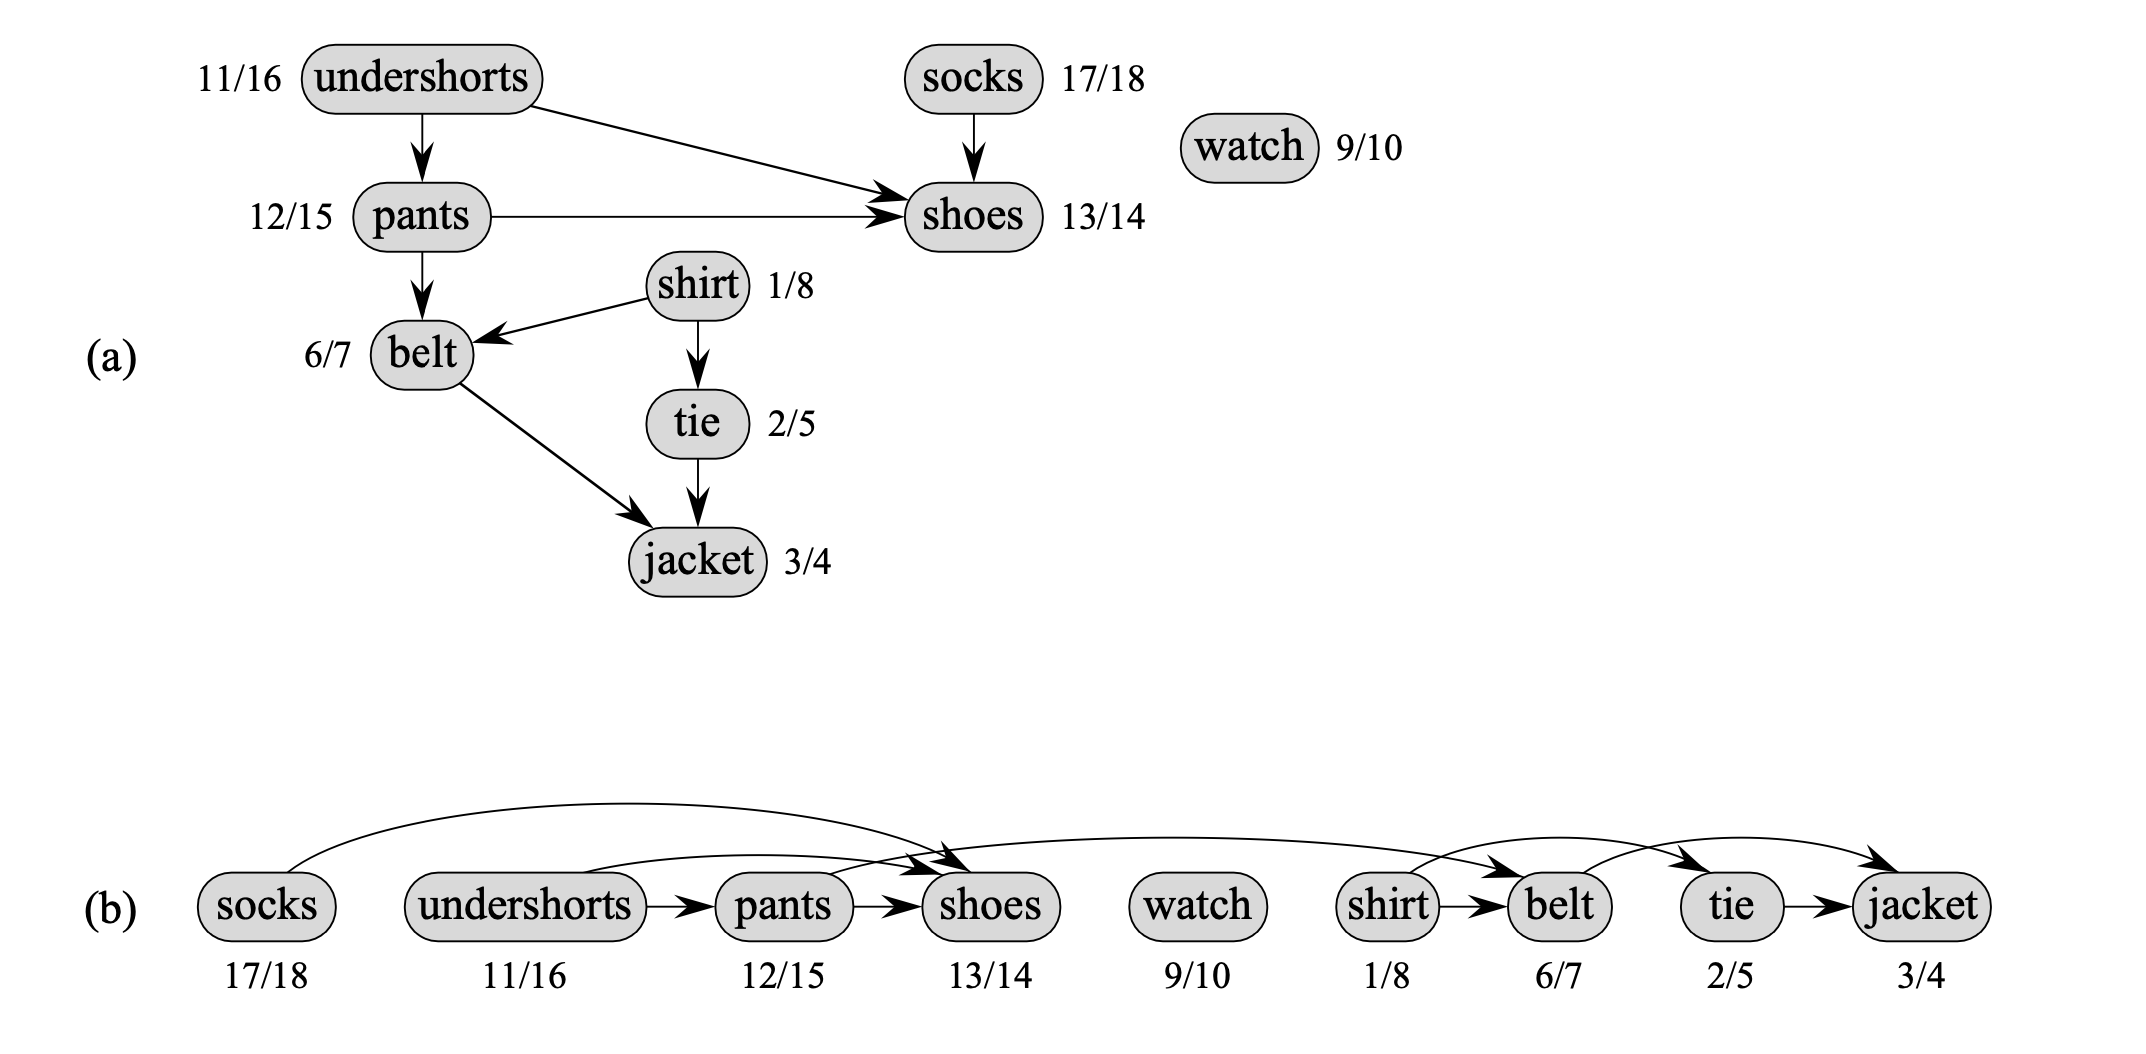 11/16 undershorts socks 17/18
watch 9/10
12/15 pants shoes 13/14
shirt 1/8
(a) 6/7 belt
tie 2/5
jacket 3/4
(b) socks undershorts pants shoes watch shirt belt tie jacket
17/18 11/16 12/15 13/14 9/10 1/8 6/7 2/5 3/4